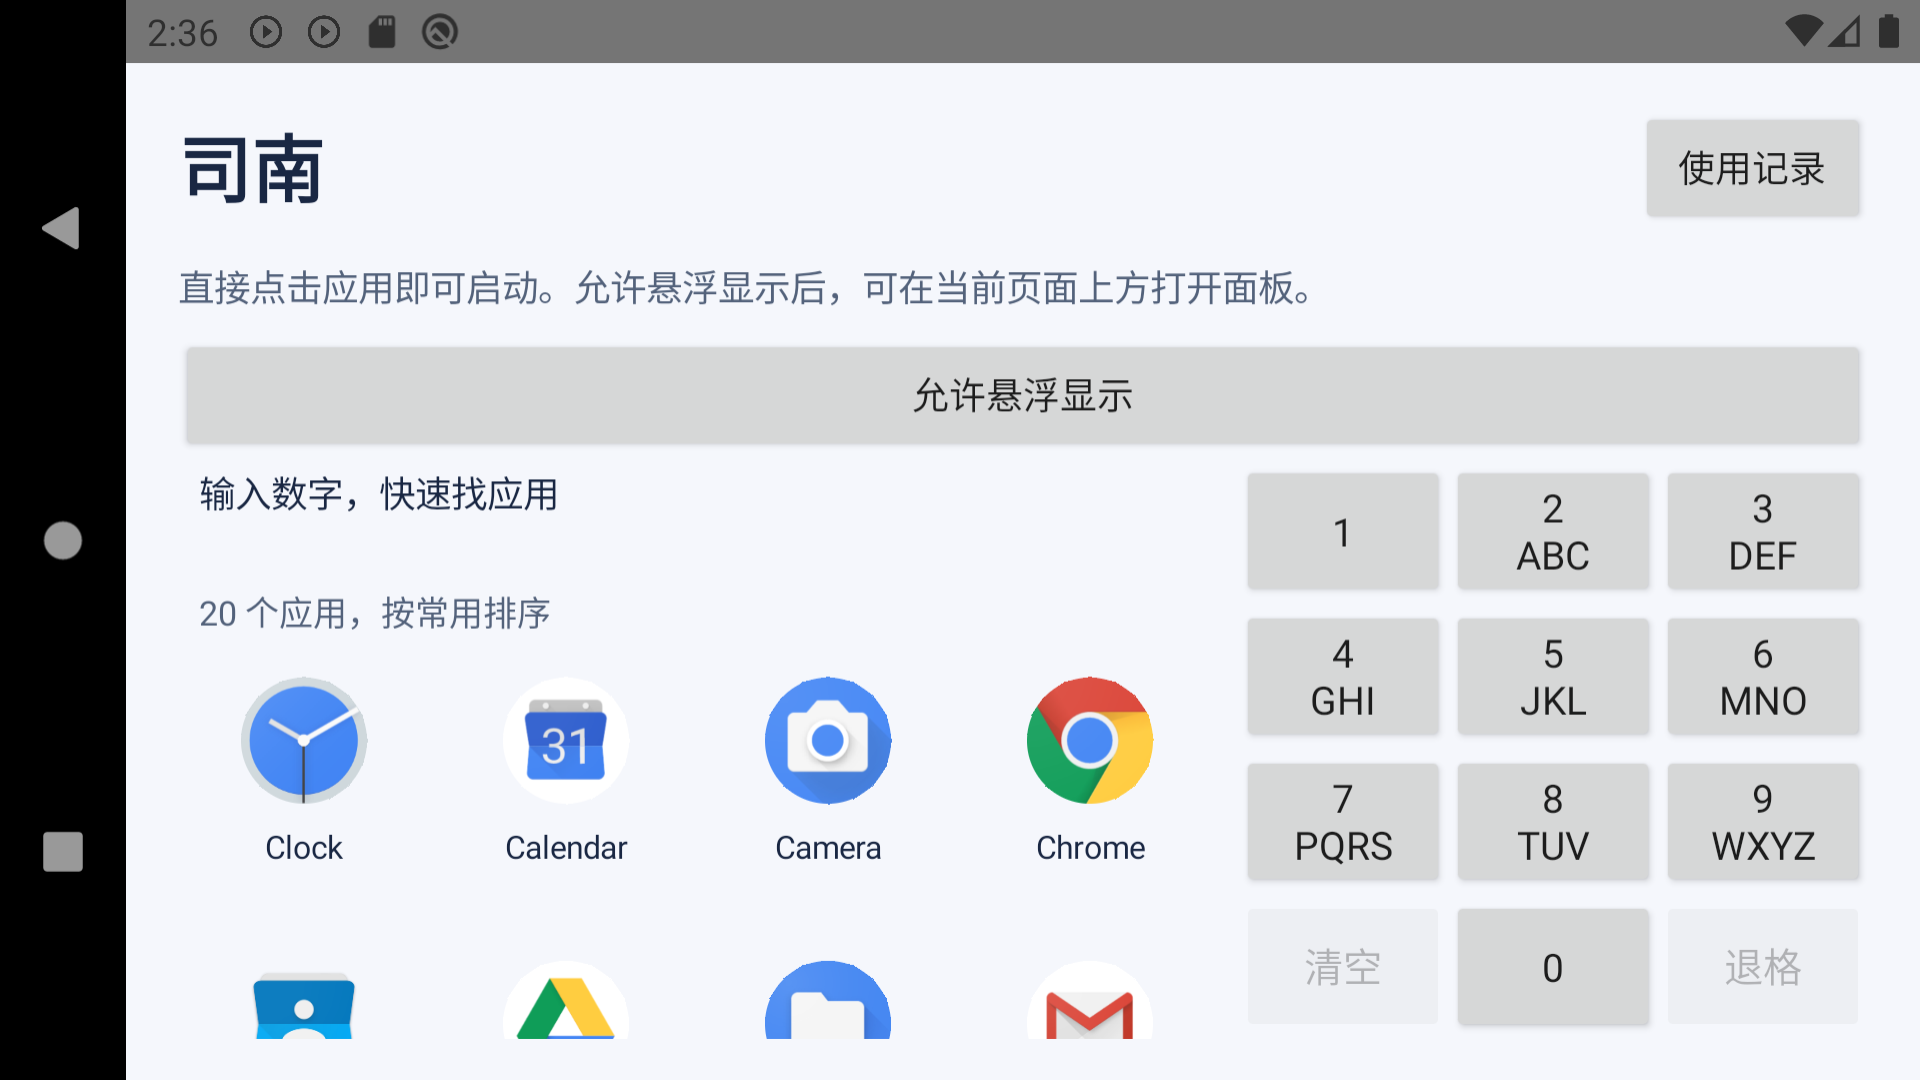 2:36
司南
使用记录
直接点击应用即可启动。允许悬浮显示后，可在当前页面上方打开面板。
允许悬浮显示
输入数字，快速找应用
20 个应用，按常用排序
31
Clock
Calendar
Camera
Chrome
1
2
ABC
3
DEF
4
GHI
5
JKL
6
MNO
7
PQRS
8
TUV
9
WXYZ
清空
0
退格